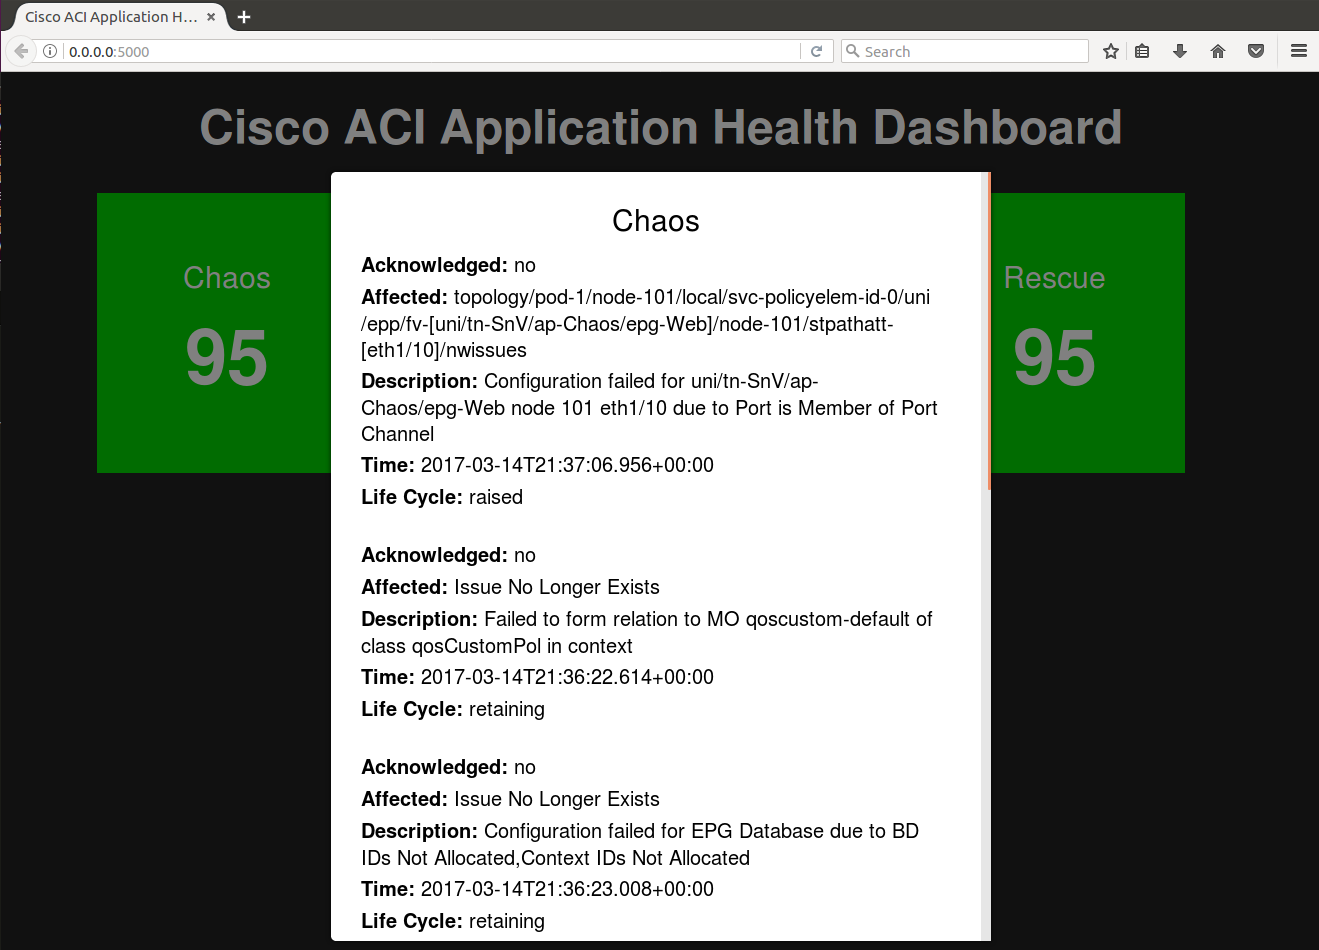 Cisco ACI Application H...
0.0.0.0:5000
Search
Cisco ACI Application Health Dashboard
Chaos
95
Rescue
95
Chaos
Acknowledged: no
Affected: topology/pod-1/node-101/local/svc-policyelem-id-0/uni
/epp/fv-[uni/tn-SnV/ap-Chaos/epg-Web]/node-101/stpathatt-
[eth1/10]/nwissues
Description: Configuration failed for uni/tn-SnV/ap-
Chaos/epg-Web node 101 eth1/10 due to Port is Member of Port
Channel
Time: 2017-03-14T21:37:06.956+00:00
Life Cycle: raised
Acknowledged: no
Affected: Issue No Longer Exists
Description: Failed to form relation to MO qoscustom-default of
class qosCustomPol in context
Time: 2017-03-14T21:36:22.614+00:00
Life Cycle: retaining
Acknowledged: no
Affected: Issue No Longer Exists
Description: Configuration failed for EPG Database due to BD
IDs Not Allocated,Context IDs Not Allocated
Time: 2017-03-14T21:36:23.008+00:00
Life Cycle: retaining